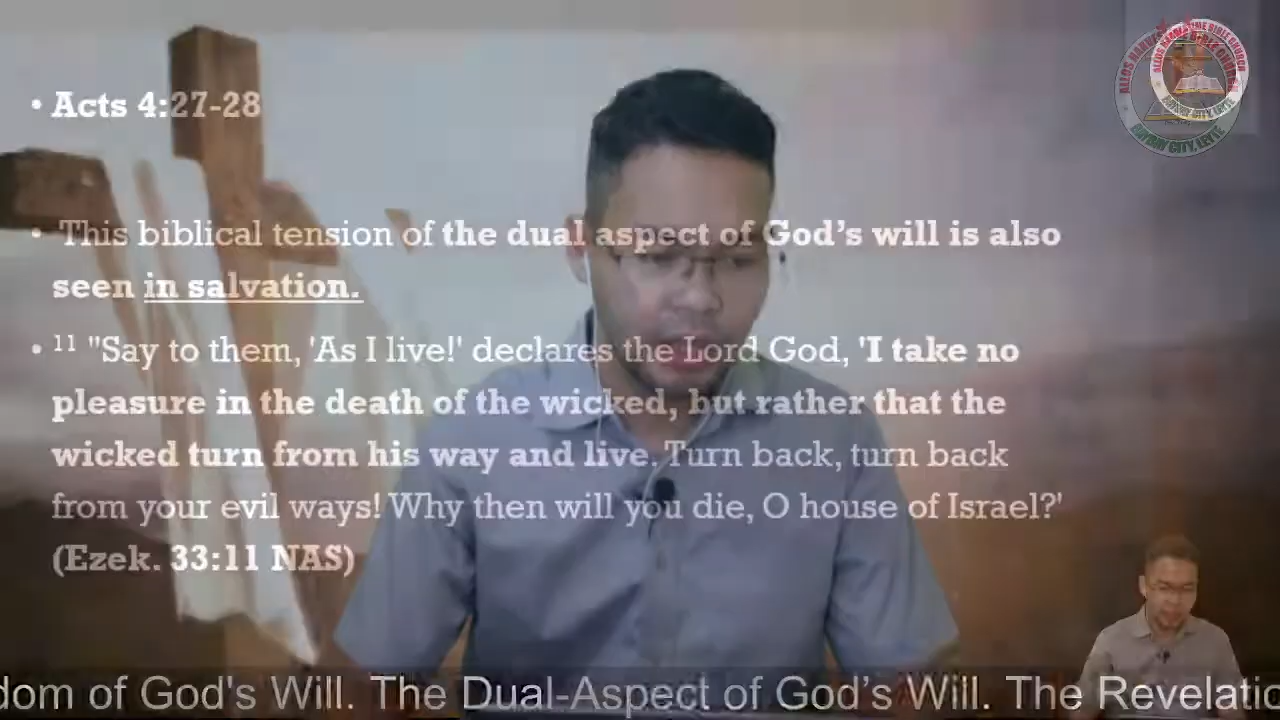 • Acts 4:27-28
• This biblical tension of the dual aspect of God’s will is also
seen in salvation.
• 11 "Say to them, 'As I live!' declares the Lord God, 'I take no
pleasure in the death of the wicked, but rather that the
wicked turn from his way and live. Turn back, turn back
from your evil ways! Why then will you die, O house of Israel?'
(Ezek. 33:11 NAS)
dom of God's Will. The Dual-Aspect of God’s Will. The Revelatio